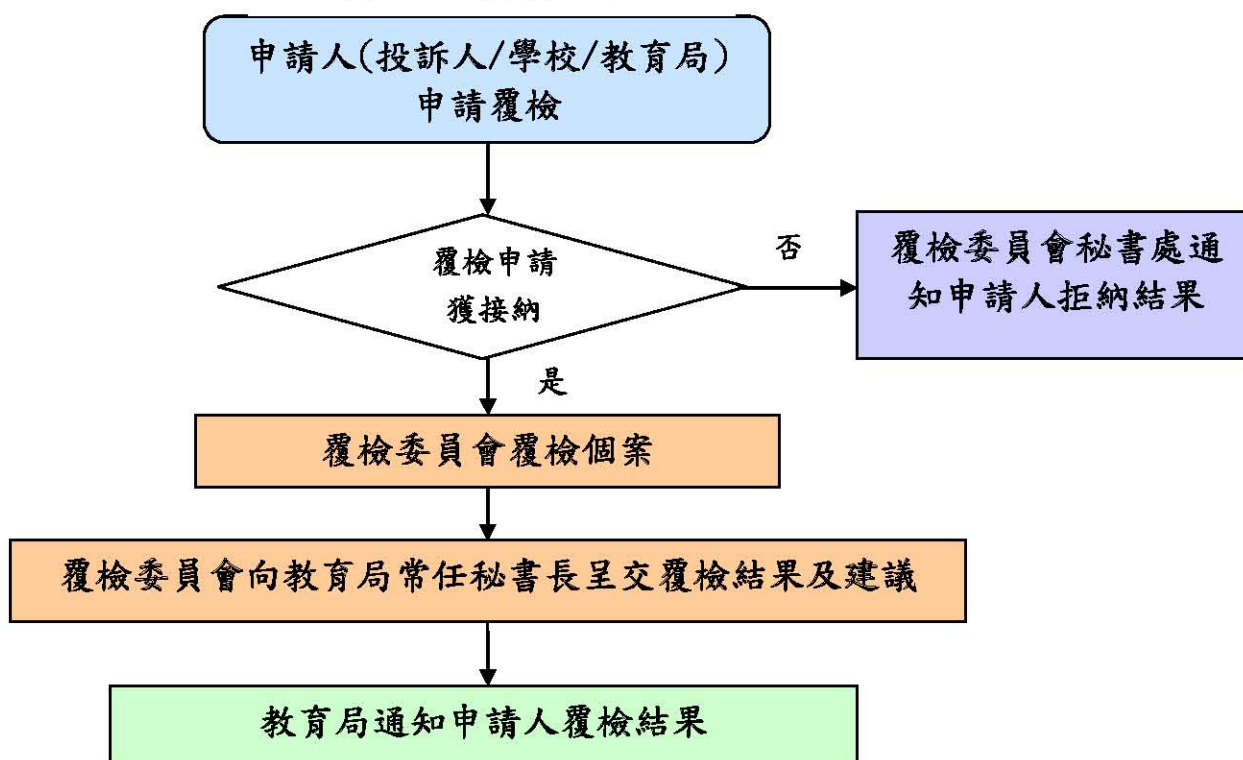 申請人(投訴人/學校/教育局)
申請覆檢
覆檢申請
獲接納
否
覆檢委員會秘書處通
知申請人拒納結果
是
覆檢委員會覆檢個案
覆檢委員會向教育局常任秘書長呈交覆檢結果及建議
教育局通知申請人覆檢結果